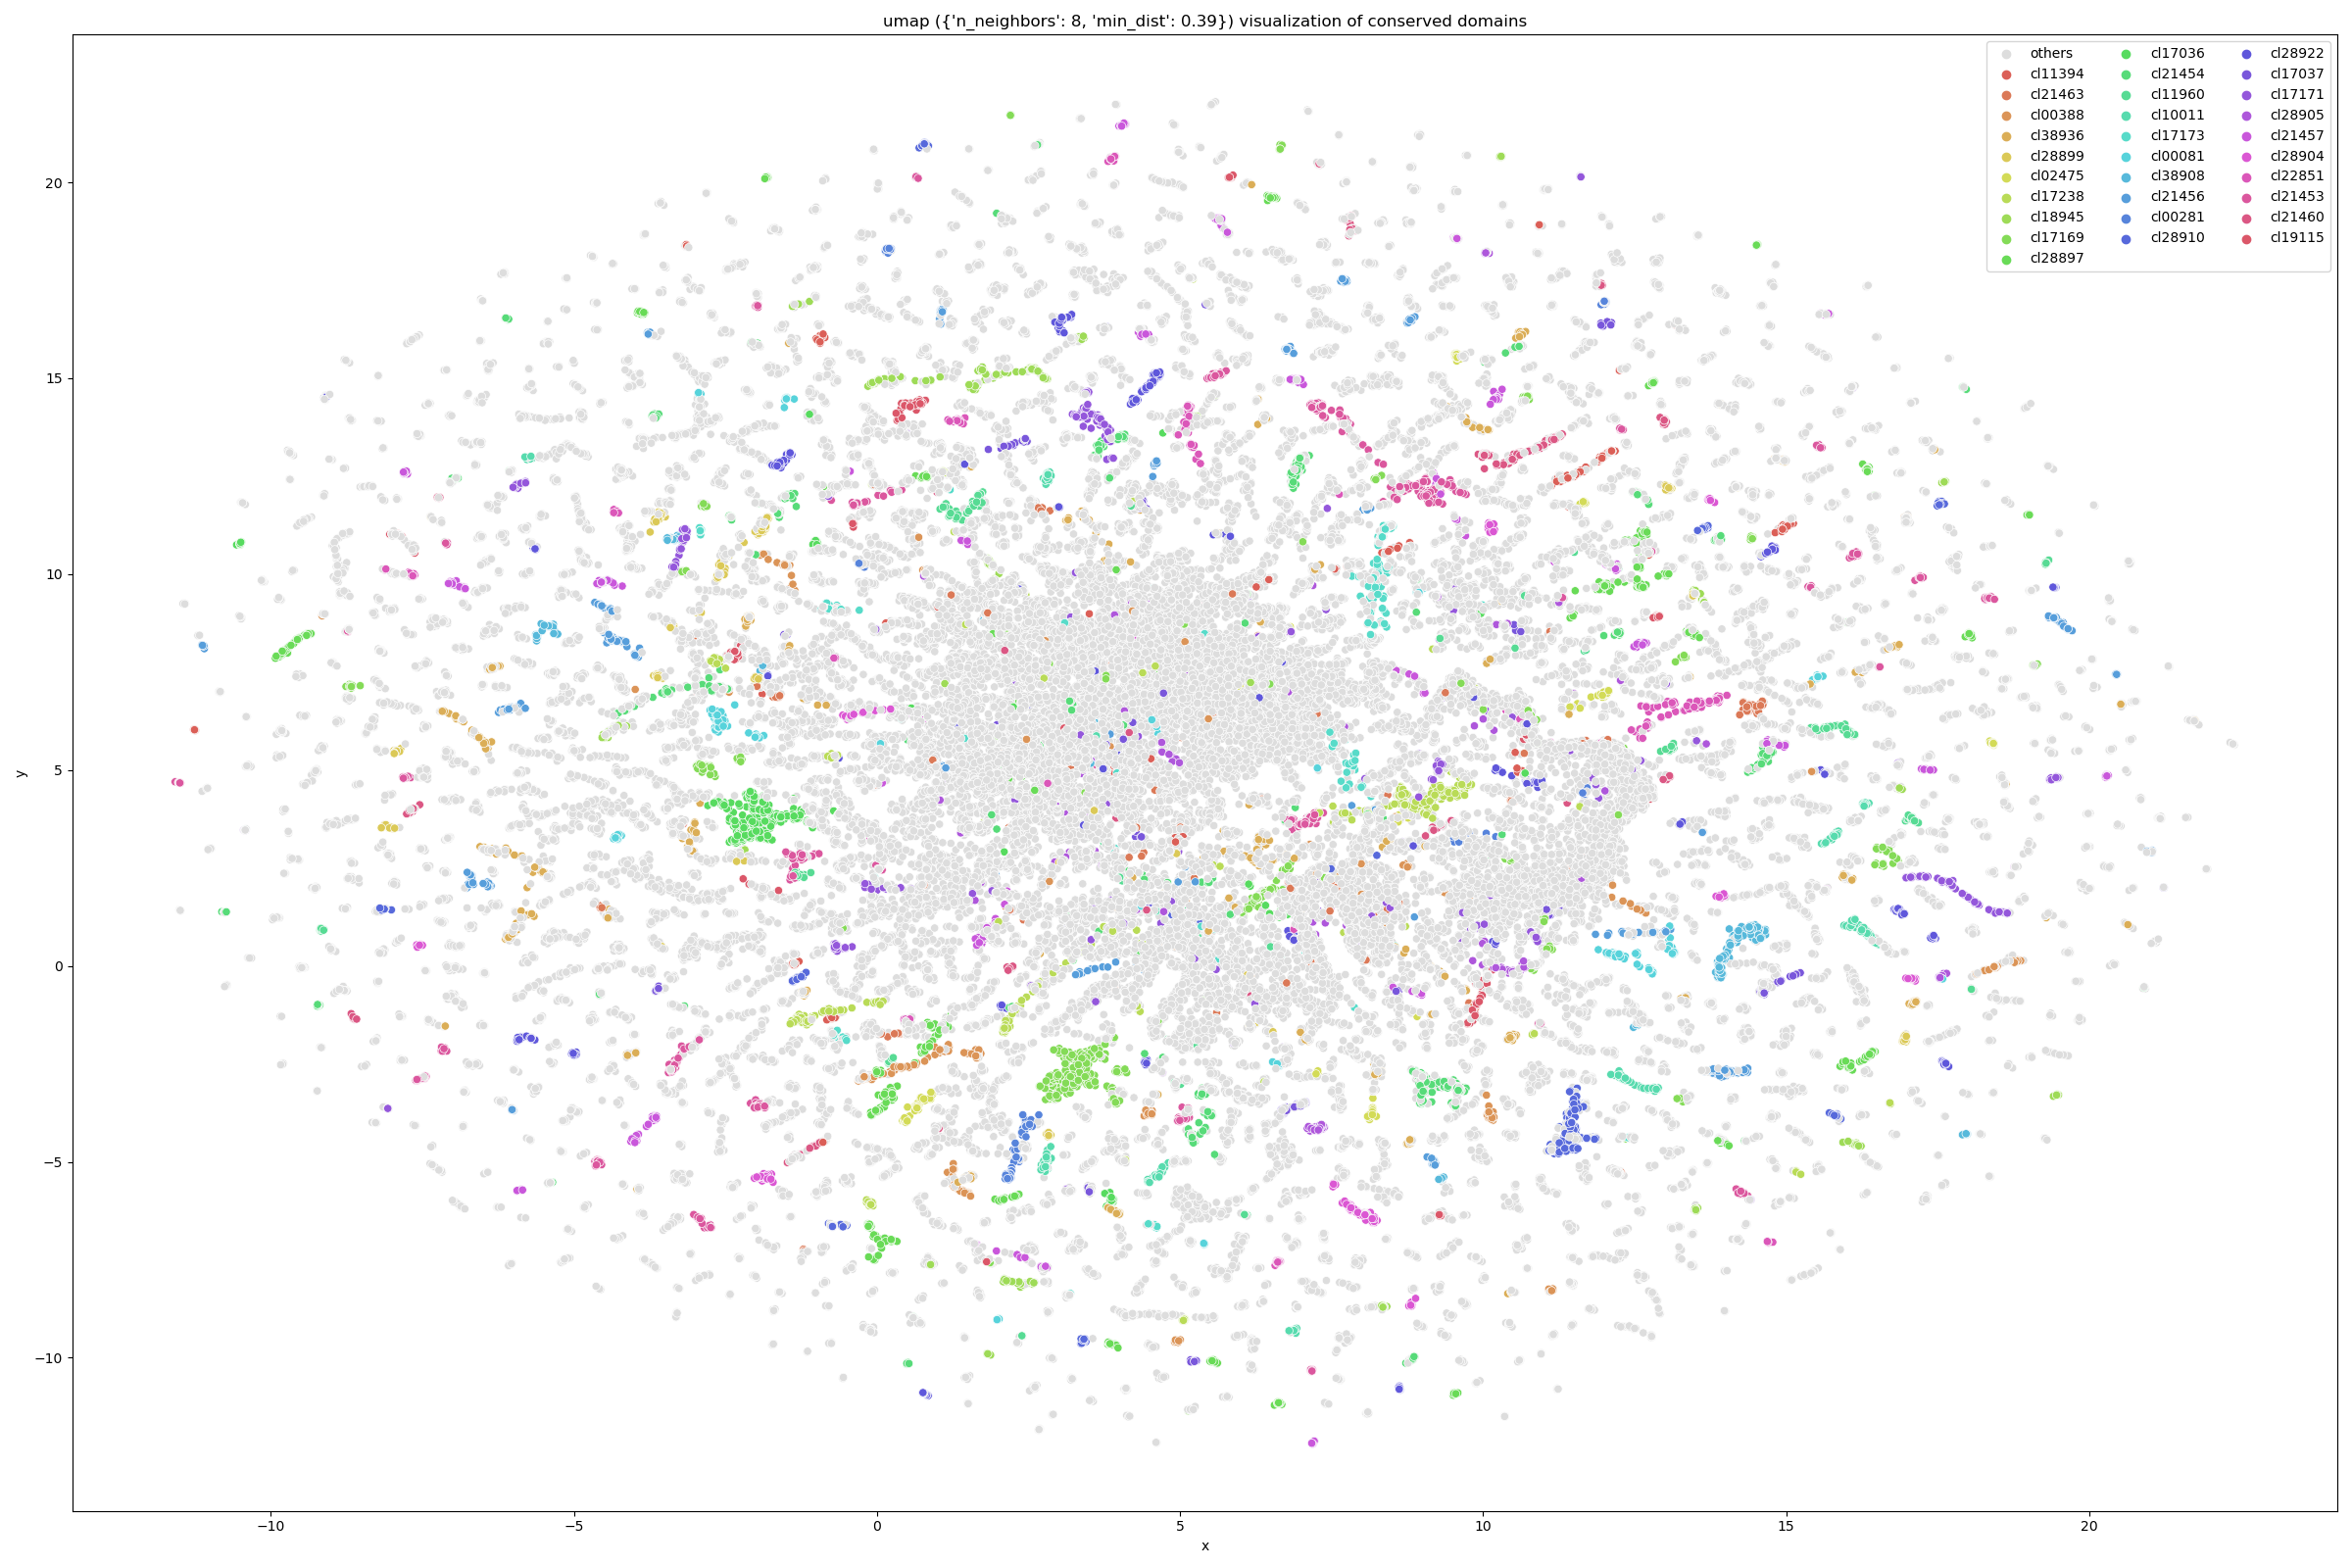 umap ({'n_neighbors': 8, 'min_dist': 0.39}) visualization of conserved domains
others
cl11394
cl21463
cl00388
cl38936
cl28899
cl02475
cl17238
cl18945
cl17169
cl28897
cl17036
cl21454
cl11960
cl10011
cl17173
cl00081
cl38908
cl21456
cl00281
cl28910
cl28922
cl17037
cl17171
cl28905
cl21457
cl28904
cl22851
cl21453
cl21460
cl19115
y
20
15
10
5
0
−5
−10
−10
−5
0
5
10
15
20
x